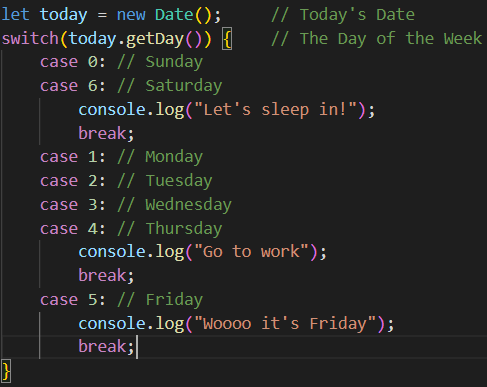 let today = new Date();     // Today's Date
switch(today.getDay()) {    // The Day of the Week
    case 0: // Sunday
    case 6: // Saturday
        console.log("Let's sleep in!");
        break;
    case 1: // Monday
    case 2: // Tuesday
    case 3: // Wednesday
    case 4: // Thursday
        console.log("Go to work");
        break;
    case 5: // Friday
        console.log("Woooo it's Friday");
        break;
}